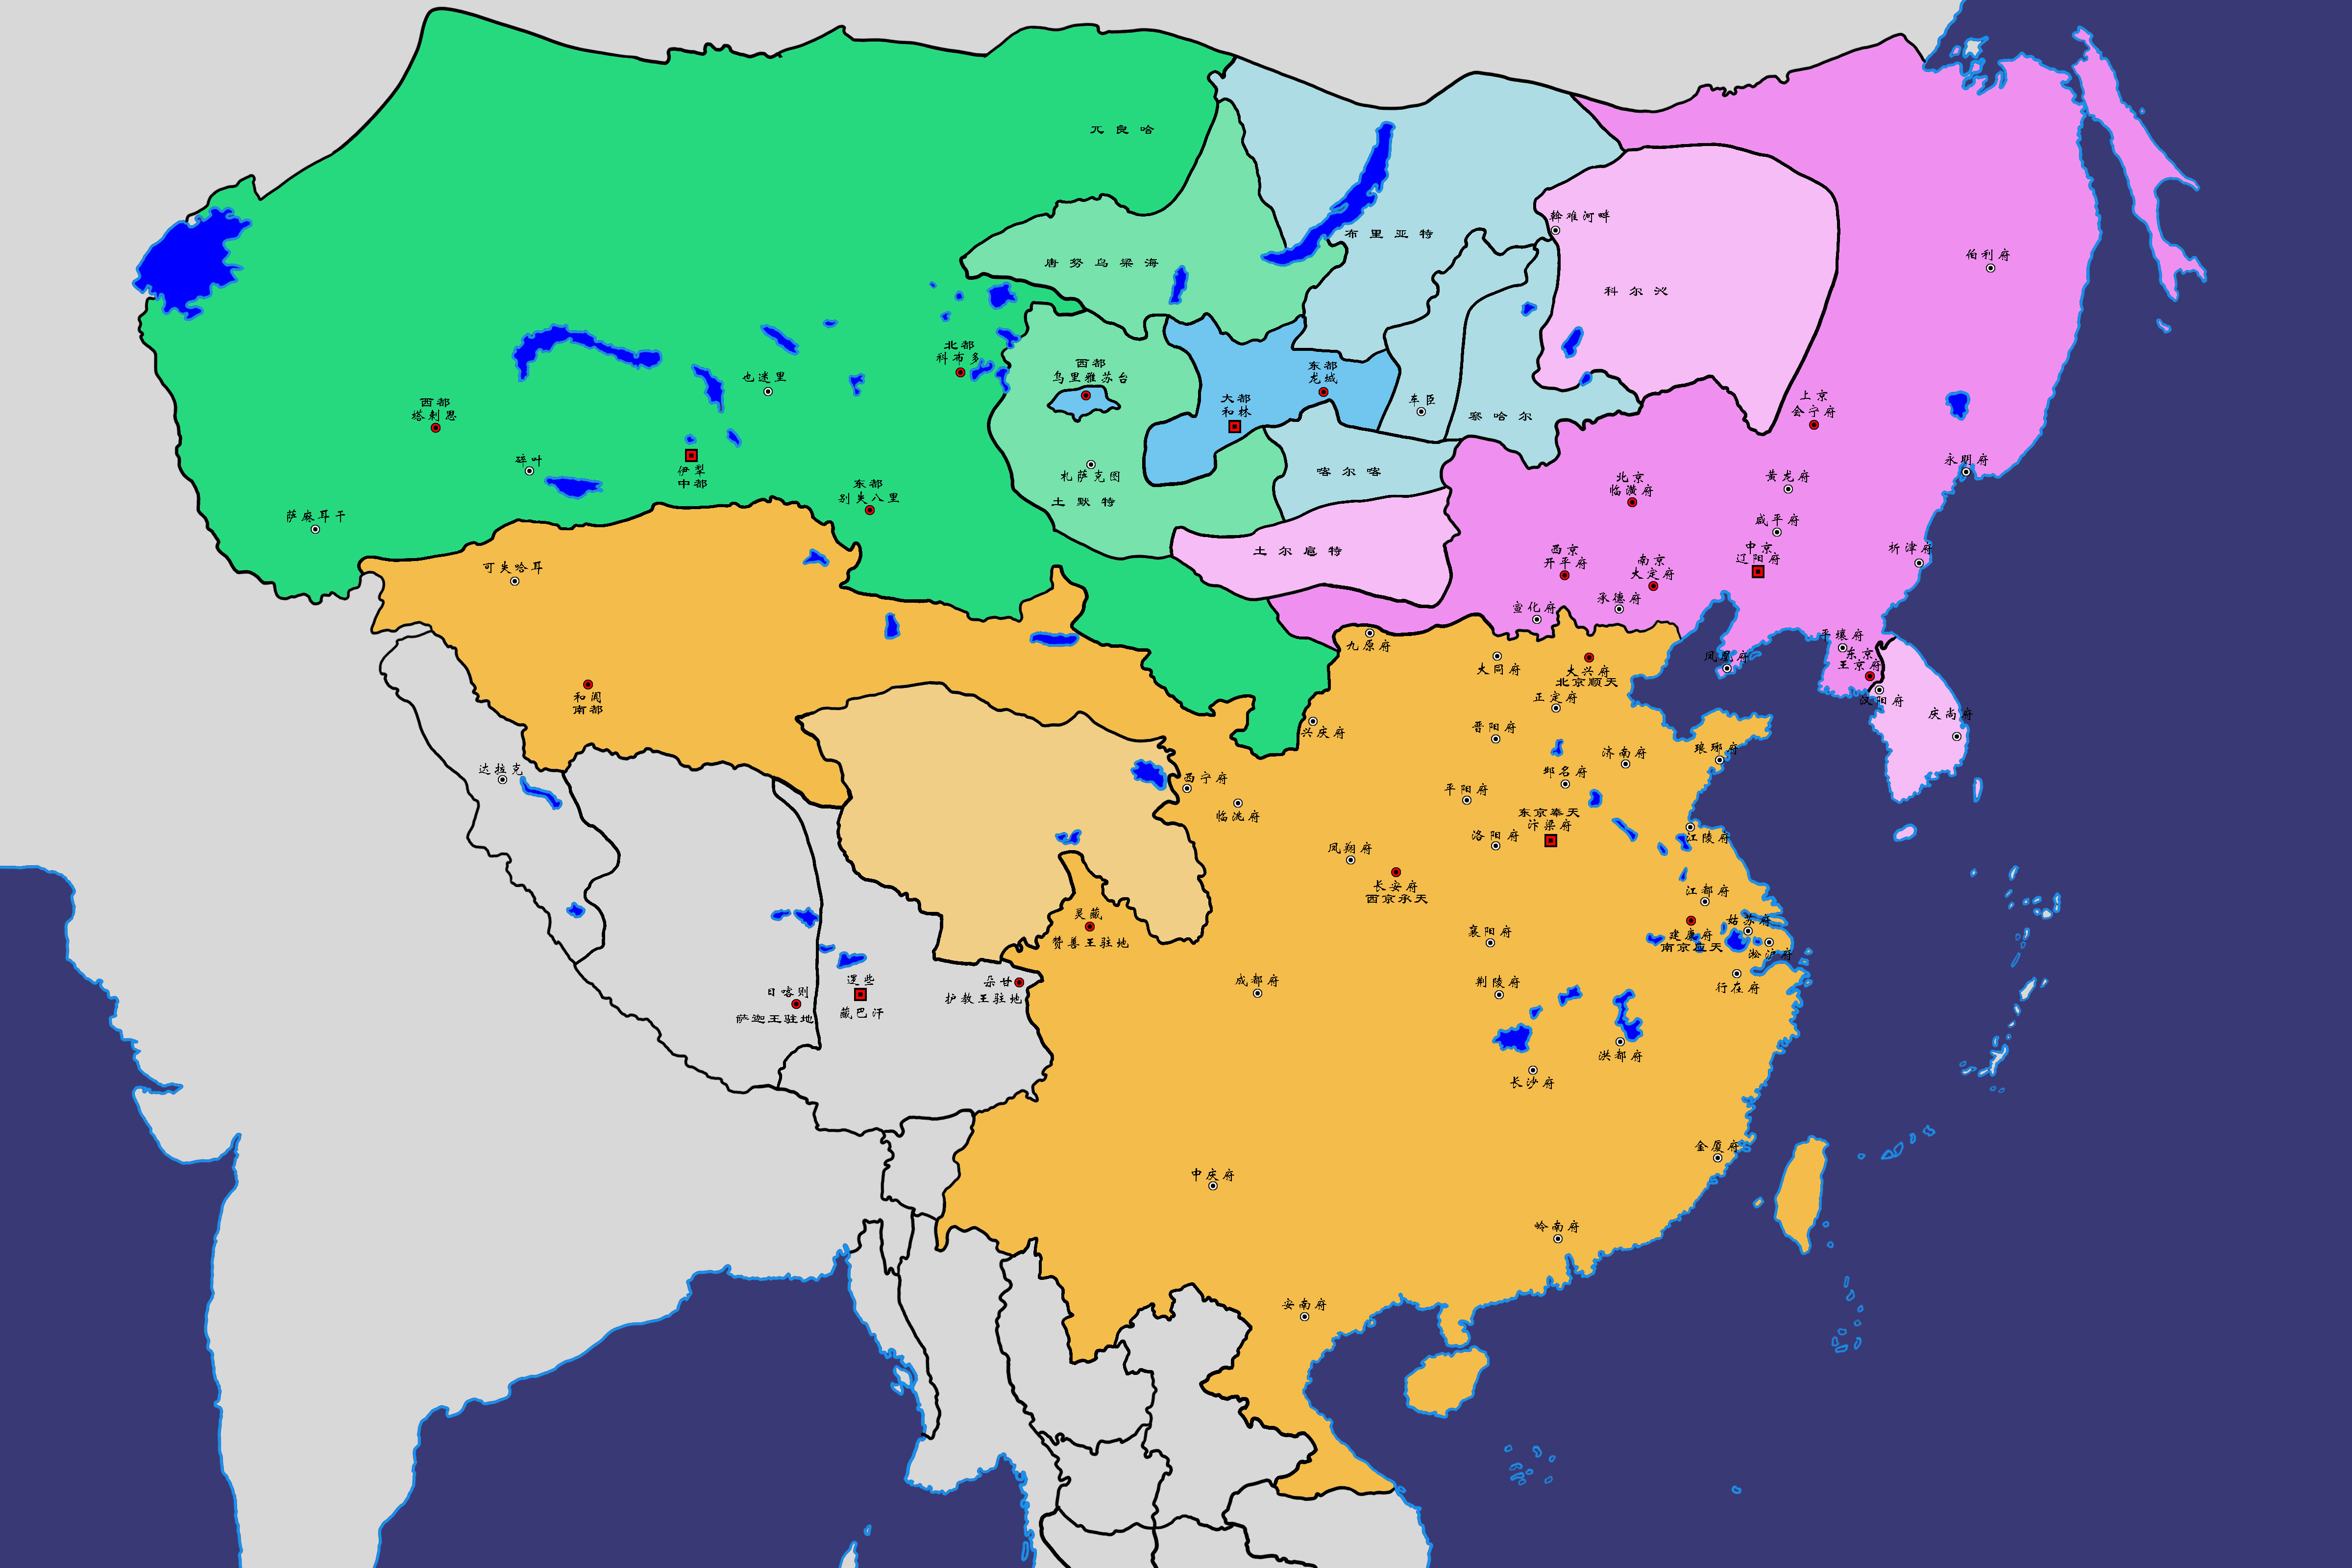 兀良哈
唐努乌梁海
布里亚特
斡难河畔
科尔沁
伯利府
北都
科布多
西都
乌里雅苏台
东都
龙城
大都
和林
车臣
察哈尔
上京
会宁府
也迷里
西都
塔剌思
碎叶
伊犁
中都
东都
别失八里
萨麻耳干
札萨克图
土默特
喀尔喀
土尔扈特
北京
临潢府
黄龙府
咸平府
中京
辽阳府
永明府
析津府
西京
开平府
南京
大定府
承德府
宣化府
可失哈耳
九原府
大同府
大兴府
北京顺天
凤凰府
平壤府
东京
王京府
汉阳府
庆尚府
和阗
南都
正定府
兴庆府
晋阳府
济南府
琅琊府
达拉克
西宁府
临洮府
平阳府
邯名府
东京奉天
汴梁府
洛阳府
江陵府
凤翔府
长安府
西京承天
江都府
灵藏
赞善王驻地
襄阳府
建康府
南京应天
姑苏府
淞沪府
行在府
朵甘
护教王驻地
成都府
荆陵府
日喀则
萨迦王驻地
逻些
藏巴汗
洪都府
长沙府
金厦府
中庆府
岭南府
安南府